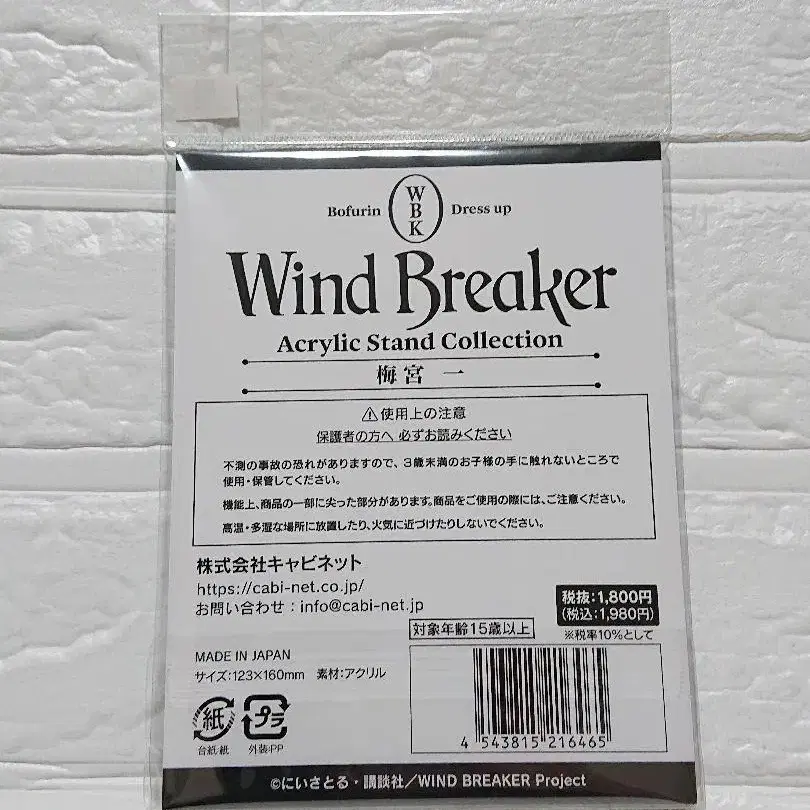 Bofurin WBK Dress up
Wind Breaker
Acrylic Stand Collection
梅宮 一
⚠使用上の注意
保護者の方へ 必ずお読みください
不測の事故の恐れがありますので、3歳未満のお子様の手に触れないところで
使用・保管してください。
機能上、商品の一部に尖った部分があります。商品をご使用の際には、ご注意ください。
高温・多湿な場所に放置したり、火気に近づけたりしないでください。
株式会社キャビネット
https://cabi-net.co.jp/
お問い合わせ：info@cabi-net.jp
税抜：1,800円
(税込：1,980円)
※税率10%として
対象年齢15歳以上
MADE IN JAPAN
サイズ：123×160mm 素材：アクリル
紙
台紙:紙
プラ
外装:PP
4 543815 216465
©にいさとる・講談社／WIND BREAKER Project